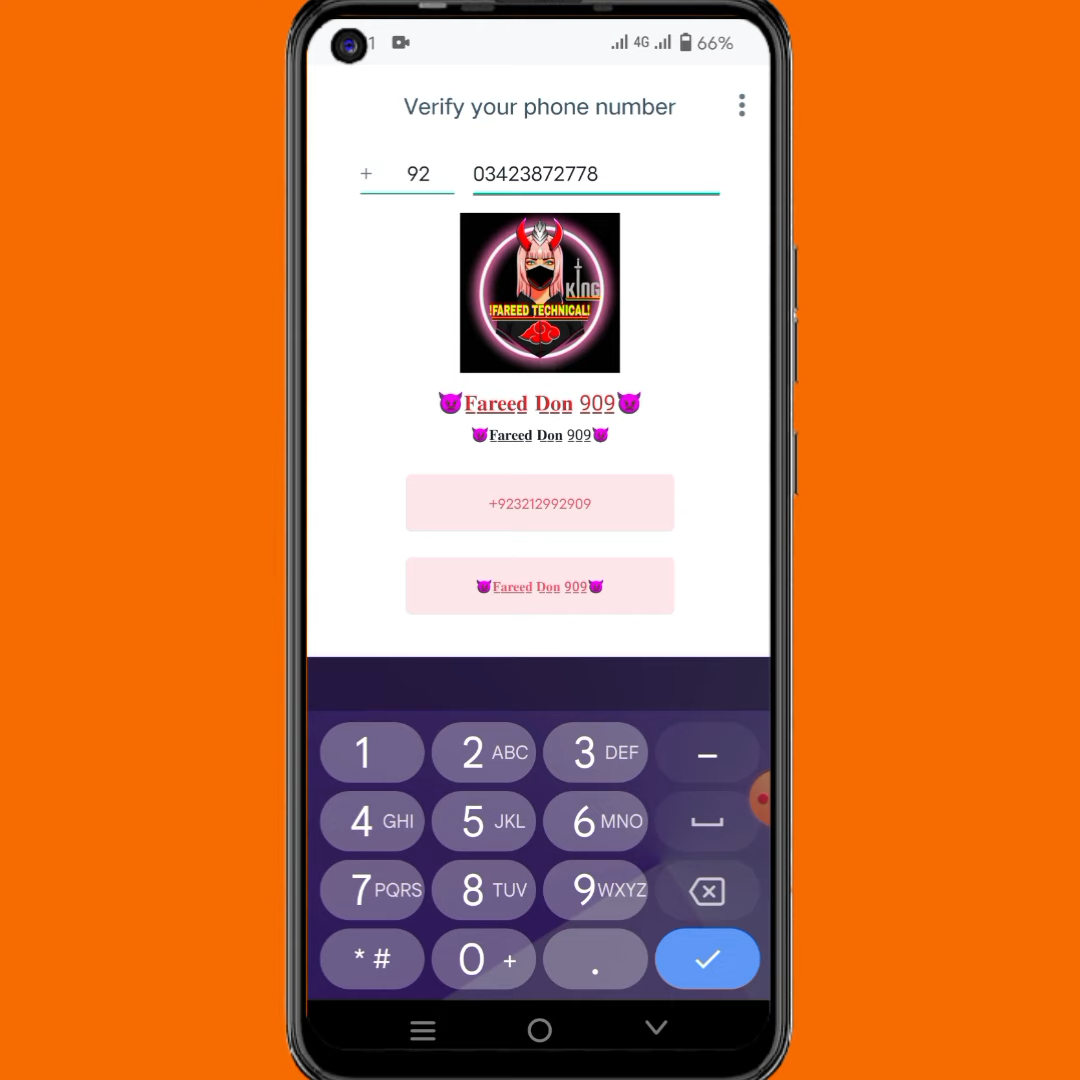 1 4G 66%
Verify your phone number
+ 92 03423872778
KING
!FAREED TECHNICAL!
😈Fareed Don 909😈
😈Fareed Don 909😈
+923212992909
😈Fareed Don 909😈
1 2 ABC 3 DEF –
4 GHI 5 JKL 6 MNO
7 PQRS 8 TUV 9 WXYZ
* # 0 + .